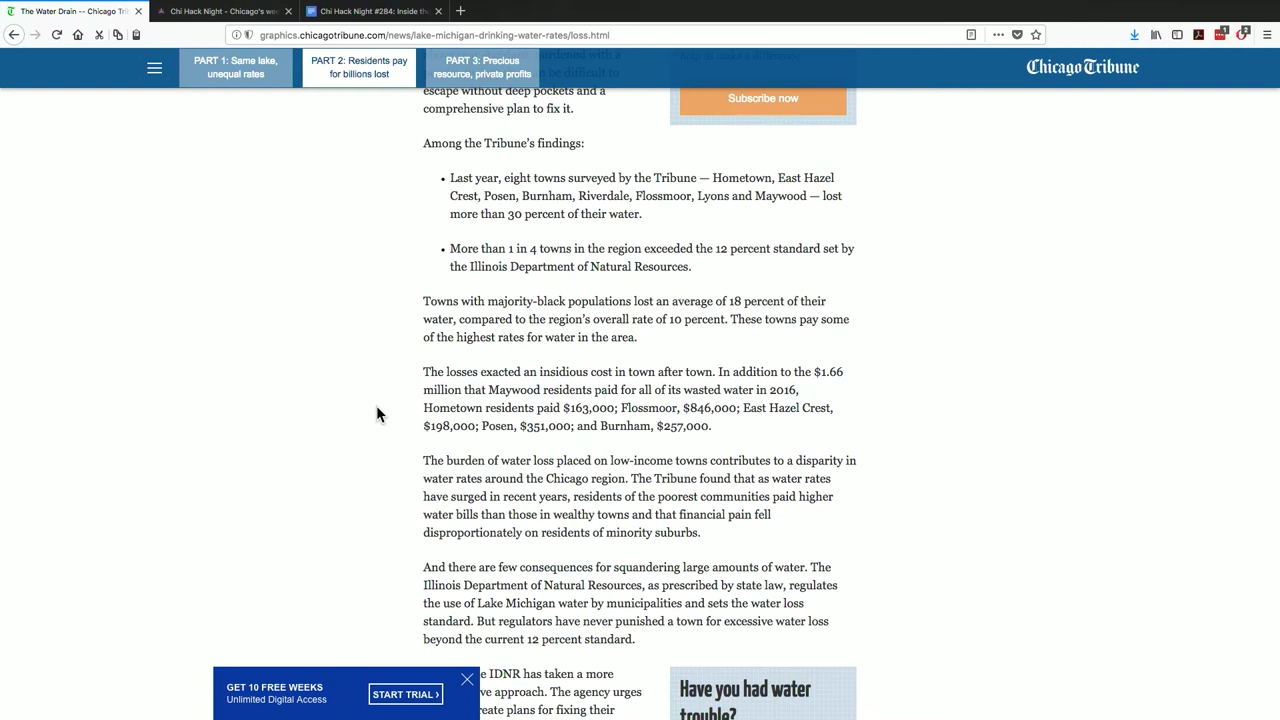 The Water Drain -- Chicago Tri
Chi Hack Night – Chicago's we
Chi Hack Night #284: Inside th
graphics.chicagotribune.com/news/lake-michigan-drinking-water-rates/loss.html
PART 1: Same lake,
unequal rates
PART 2: Residents pay
for billions lost
PART 3: Precious
resource, private profits
Chicago Tribune
be difficult to
escape without deep pockets and a
comprehensive plan to fix it.
Subscribe now
Among the Tribune's findings:
• Last year, eight towns surveyed by the Tribune — Hometown, East Hazel
Crest, Posen, Burnham, Riverdale, Flossmoor, Lyons and Maywood — lost
more than 30 percent of their water.
• More than 1 in 4 towns in the region exceeded the 12 percent standard set by
the Illinois Department of Natural Resources.
Towns with majority-black populations lost an average of 18 percent of their
water, compared to the region's overall rate of 10 percent. These towns pay some
of the highest rates for water in the area.
The losses exacted an insidious cost in town after town. In addition to the $1.66
million that Maywood residents paid for all of its wasted water in 2016,
Hometown residents paid $163,000; Flossmoor, $846,000; East Hazel Crest,
$198,000; Posen, $351,000; and Burnham, $257,000.
The burden of water loss placed on low-income towns contributes to a disparity in
water rates around the Chicago region. The Tribune found that as water rates
have surged in recent years, residents of the poorest communities paid higher
water bills than those in wealthy towns and that financial pain fell
disproportionately on residents of minority suburbs.
And there are few consequences for squandering large amounts of water. The
Illinois Department of Natural Resources, as prescribed by state law, regulates
the use of Lake Michigan water by municipalities and sets the water loss
standard. But regulators have never punished a town for excessive water loss
beyond the current 12 percent standard.
e IDNR has taken a more
ve approach. The agency urges
reate plans for fixing their
GET 10 FREE WEEKS
Unlimited Digital Access
START TRIAL ›
Have you had water
trouble?